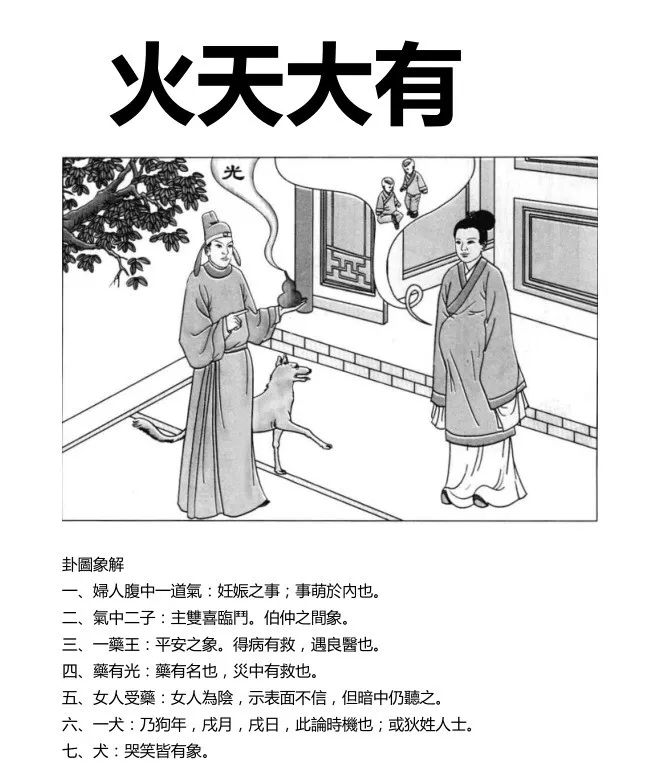 火天大有
光
卦圖象解
一、婦人腹中一道氣：妊娠之事；事萌於內也。
二、氣中二子：主雙喜臨鬥。伯仲之間象。
三、一藥王：平安之象。得病有救，遇良醫也。
四、藥有光：藥有名也，災中有救也。
五、女人受藥：女人為陰，示表面不信，但暗中仍聽之。
六、一犬：乃狗年，戌月，戌日，此論時機也；或狄姓人士。
七、犬：哭笑皆有象。